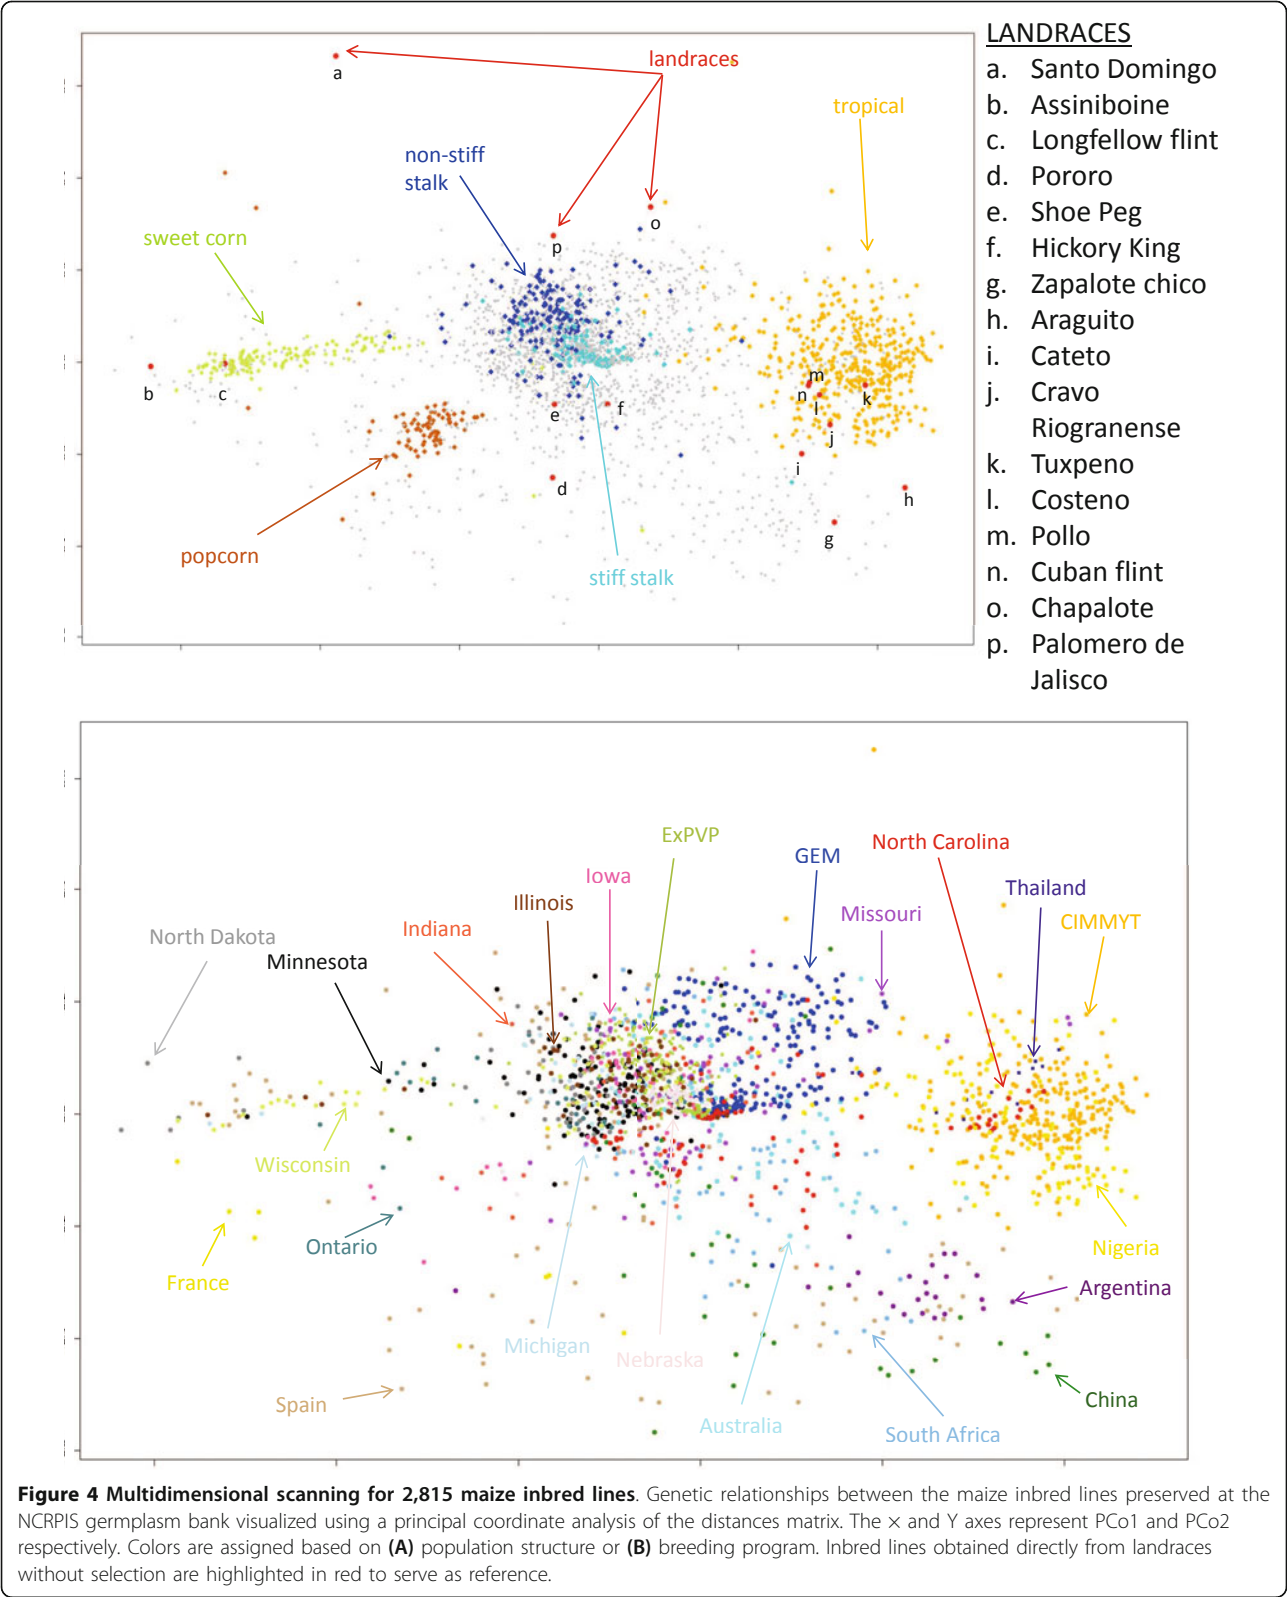 LANDRACES
a. Santo Domingo
b. Assiniboine
c. Longfellow flint
d. Pororo
e. Shoe Peg
f. Hickory King
g. Zapalote chico
h. Araguito
i. Cateto
j. Cravo
Riogranense
k. Tuxpeno
l. Costeno
m. Pollo
n. Cuban flint
o. Chapalote
p. Palomero de
Jalisco
landraces
a
tropical
non-stiff
stalk
o
sweet corn
p
m
b
c
n
l
k
e
f
j
i
d
h
g
popcorn
stiff stalk
ExPVP
North Carolina
GEM
Iowa
Thailand
Illinois
Missouri
CIMMYT
Indiana
North Dakota
Minnesota
Wisconsin
Ontario
Nigeria
France
Argentina
Michigan
Nebraska
Spain
China
Australia
South Africa
Figure 4 Multidimensional scanning for 2,815 maize inbred lines. Genetic relationships between the maize inbred lines preserved at the
NCRPIS germplasm bank visualized using a principal coordinate analysis of the distances matrix. The × and Y axes represent PCo1 and PCo2
respectively. Colors are assigned based on (A) population structure or (B) breeding program. Inbred lines obtained directly from landraces
without selection are highlighted in red to serve as reference.